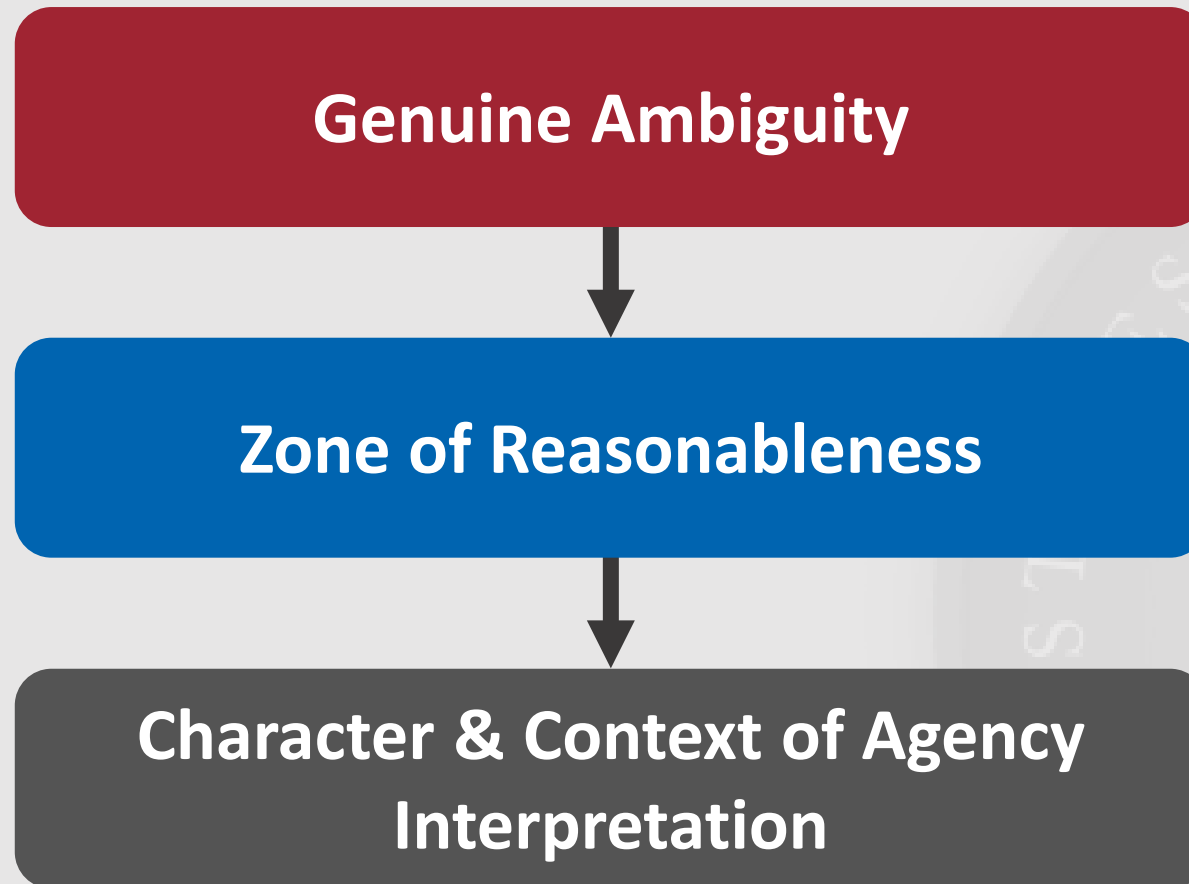 Genuine Ambiguity
Zone of Reasonableness
Character & Context of Agency
Interpretation